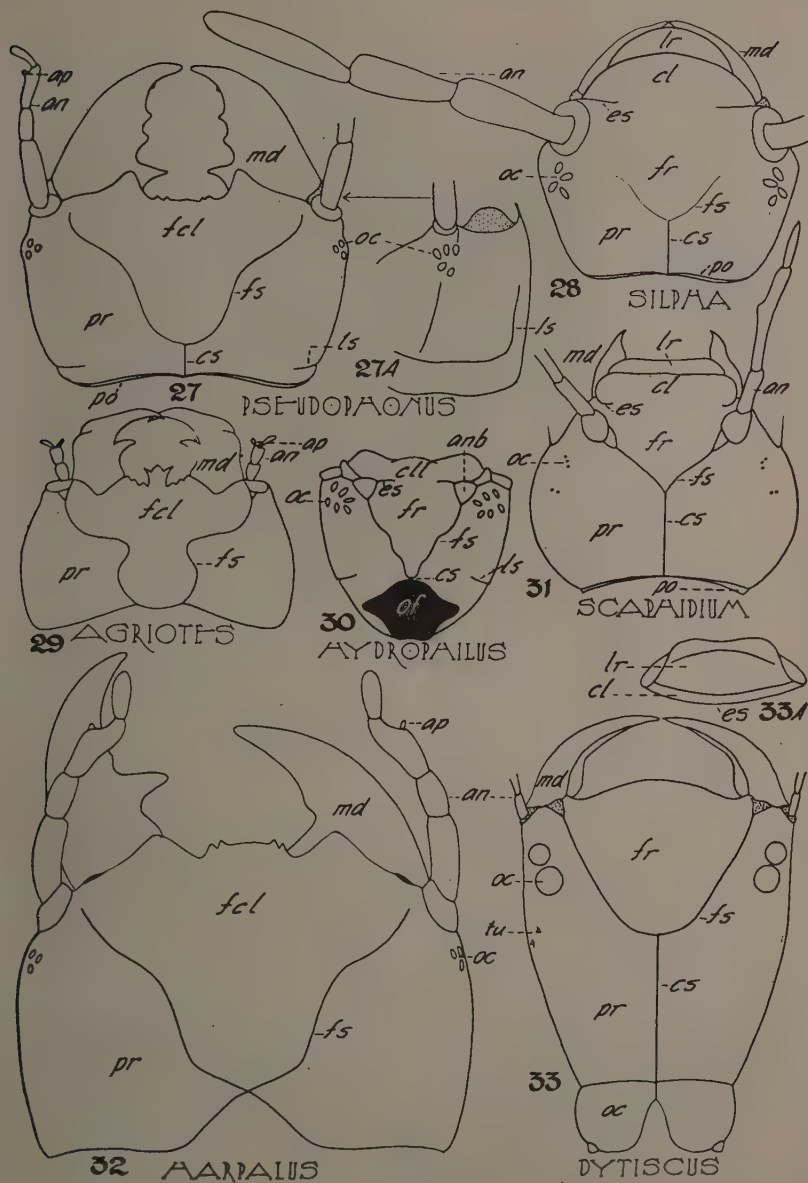 ap
an
md
fcl
oc
fs
pr
cs
ls
po
27
27A
ls
PSEUDOPHONUS
an
lr
md
cl
es
oc
fr
fs
pr
cs
po
28
SILPHA
ap
an
md
fcl
pr
fs
29
AGRIOTES
anb
cll
es
oc
fr
fs
cs
ls
of
30
HYDROPHILUS
md
lr
cl
an
es
fr
oc
fs
pr
cs
po
31
SCAPHIDIUM
lr
cl
es
33A
ap
md
an
fcl
oc
fs
pr
32
HARPALUS
md
fr
oc
fs
tu
cs
pr
33
oc
DYTISCUS